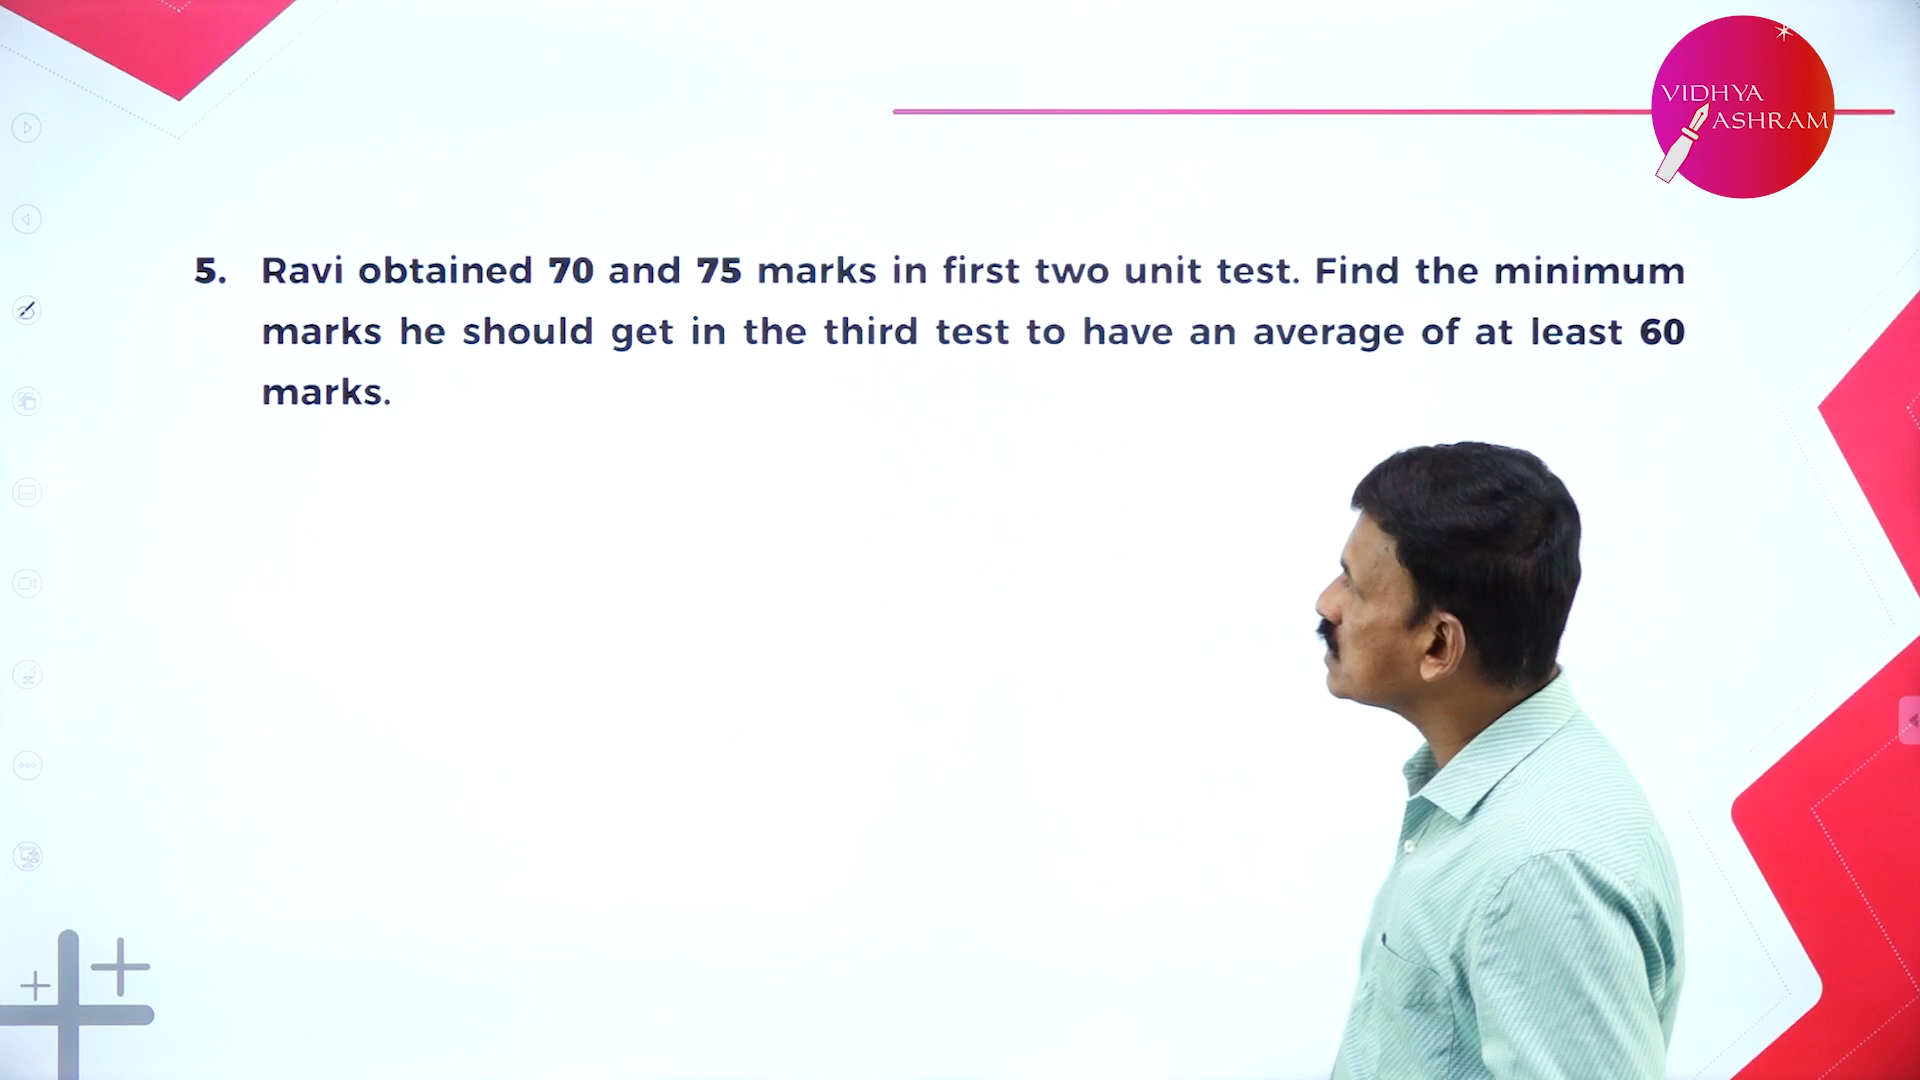 VIDHYA
ASHRAM
5. Ravi obtained 70 and 75 marks in first two unit test. Find the minimum
marks he should get in the third test to have an average of at least 60
marks.